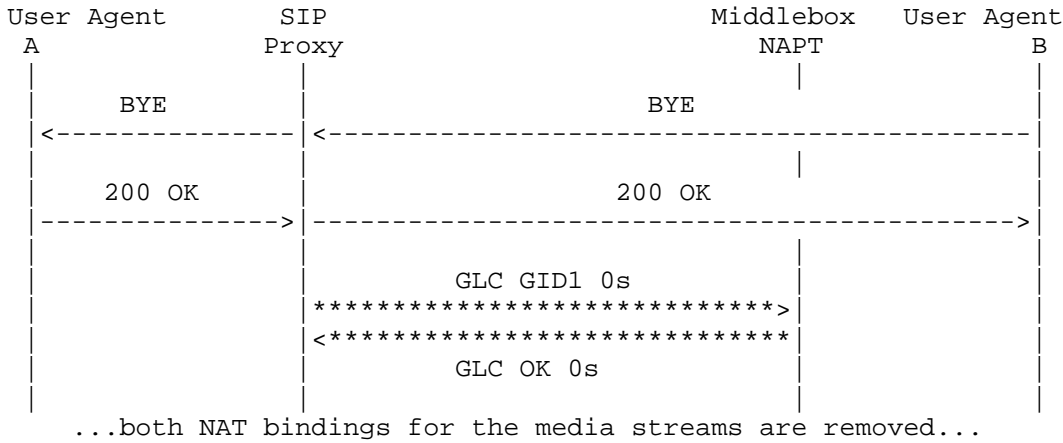 User Agent SIP Middlebox User Agent
A Proxy NAPT B
BYE BYE
200 OK 200 OK
GLC GID1 0s
GLC OK 0s
...both NAT bindings for the media streams are removed...